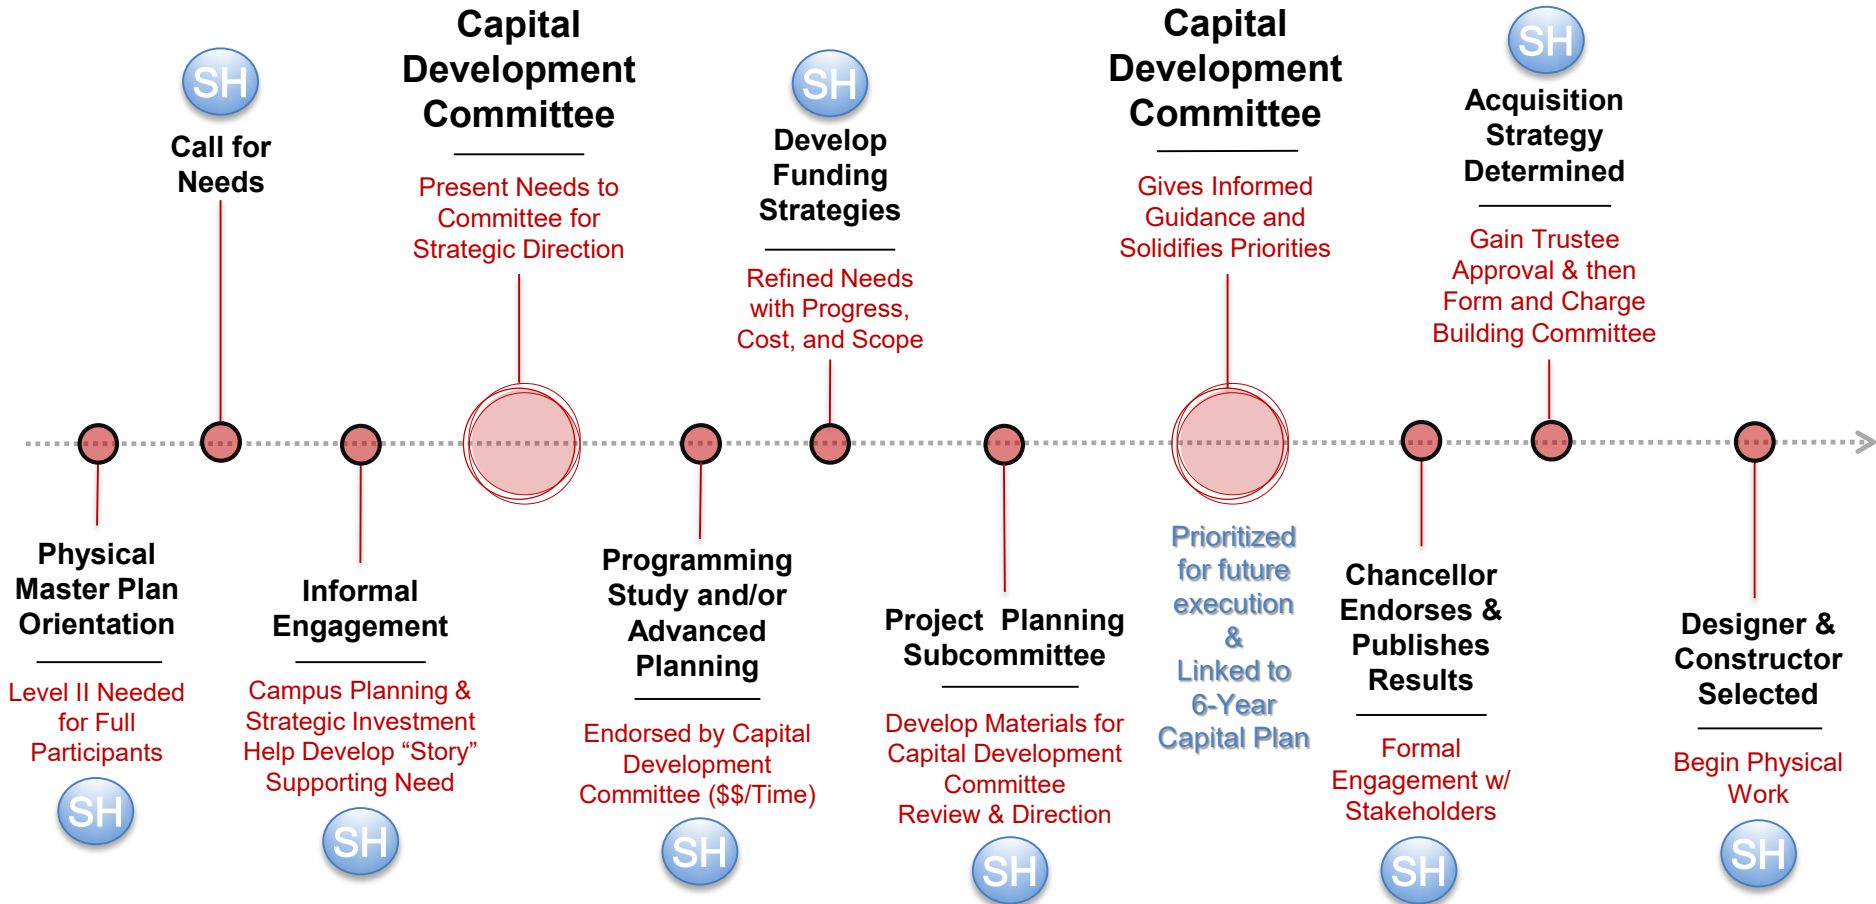 Physical
Master Plan
Orientation
Level II Needed
for Full
Participants
SH
SH
Call for
Needs
Informal
Engagement
Campus Planning &
Strategic Investment
Help Develop “Story”
Supporting Need
SH
Capital
Development
Committee
Present Needs to
Committee for
Strategic Direction
Programming
Study and/or
Advanced
Planning
Endorsed by Capital
Development
Committee ($$/Time)
SH
SH
Develop
Funding
Strategies
Refined Needs
with Progress,
Cost, and Scope
Project Planning
Subcommittee
Develop Materials for
Capital Development
Committee
Review & Direction
SH
Capital
Development
Committee
Gives Informed
Guidance and
Solidifies Priorities
Prioritized
for future
execution
&
Linked to
6-Year
Capital Plan
Chancellor
Endorses &
Publishes
Results
Formal
Engagement w/
Stakeholders
SH
SH
Acquisition
Strategy
Determined
Gain Trustee
Approval & then
Form and Charge
Building Committee
Designer &
Constructor
Selected
Begin Physical
Work
SH